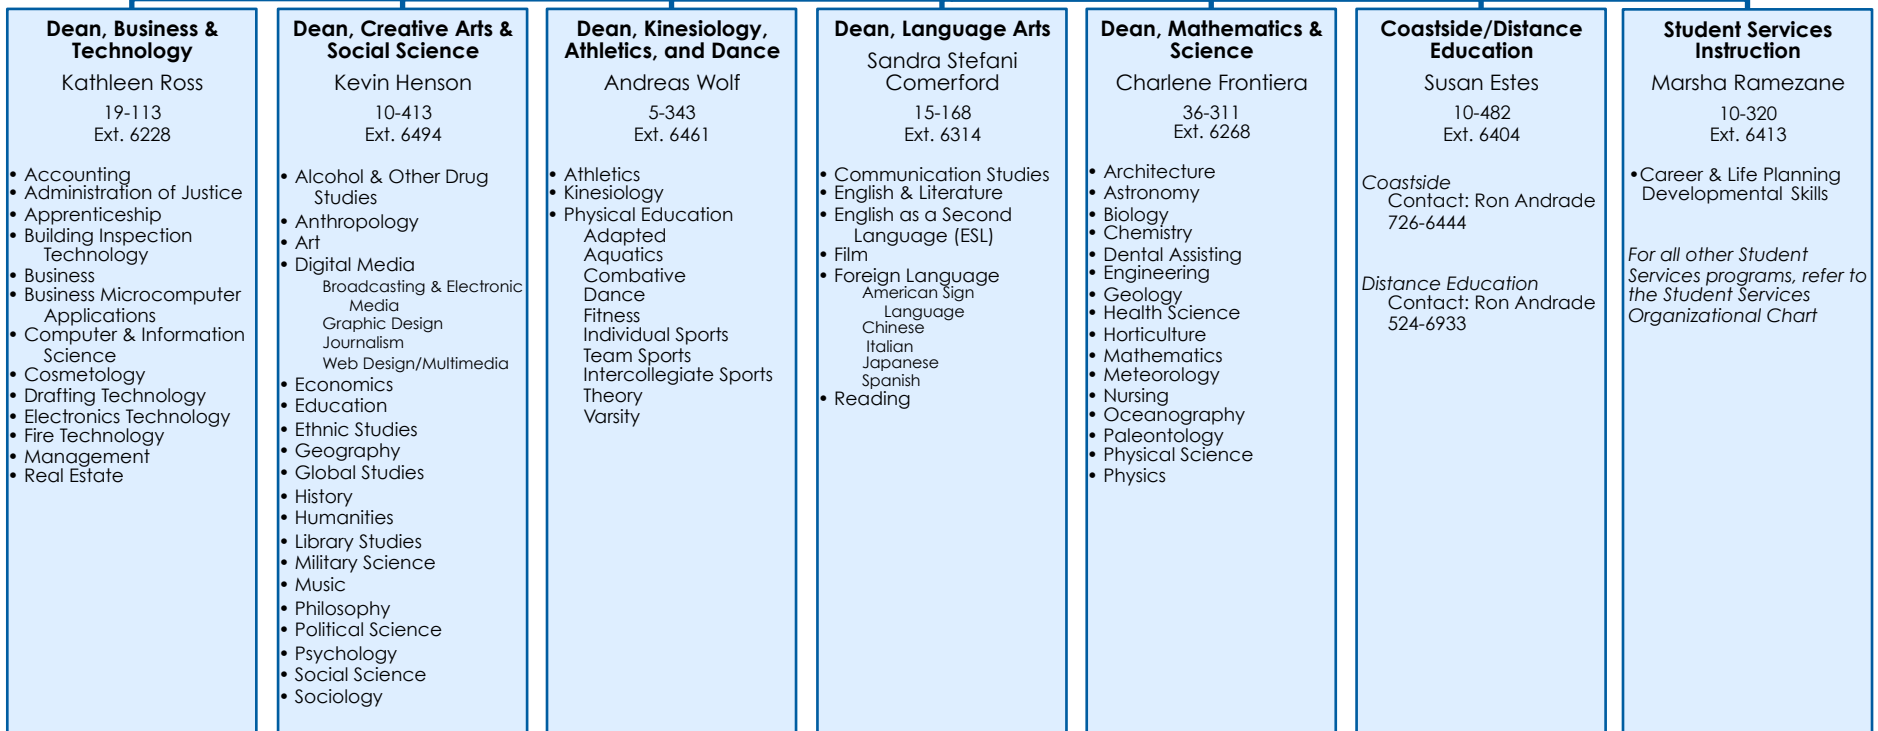 Dean, Business &
Technology
Kathleen Ross
19-113
Ext. 6228
• Accounting
• Administration of Justice
• Apprenticeship
• Building Inspection
Technology
• Business
• Business Microcomputer
Applications
• Computer & Information
Science
• Cosmetology
• Drafting Technology
• Electronics Technology
• Fire Technology
• Management
• Real Estate
Dean, Creative Arts &
Social Science
Kevin Henson
10-413
Ext. 6494
• Alcohol & Other Drug
Studies
• Anthropology
• Art
• Digital Media
Broadcasting & Electronic
Media
Graphic Design
Journalism
Web Design/Multimedia
• Economics
• Education
• Ethnic Studies
• Geography
• Global Studies
• History
• Humanities
• Library Studies
• Military Science
• Music
• Philosophy
• Political Science
• Psychology
• Social Science
• Sociology
Dean, Kinesiology,
Athletics, and Dance
Andreas Wolf
5-343
Ext. 6461
• Athletics
• Kinesiology
• Physical Education
Adapted
Aquatics
Combative
Dance
Fitness
Individual Sports
Team Sports
Intercollegiate Sports
Theory
Varsity
Dean, Language Arts
Sandra Stefani
Comerford
15-168
Ext. 6314
• Communication Studies
• English & Literature
• English as a Second
Language (ESL)
• Film
• Foreign Language
American Sign
Language
Chinese
Italian
Japanese
Spanish
• Reading
Dean, Mathematics &
Science
Charlene Frontiera
36-311
Ext. 6268
• Architecture
• Astronomy
• Biology
• Chemistry
• Dental Assisting
• Engineering
• Geology
• Health Science
• Horticulture
• Mathematics
• Meteorology
• Nursing
• Oceanography
• Paleontology
• Physical Science
• Physics
Coastside/Distance
Education
Susan Estes
10-482
Ext. 6404
Coastside
Contact: Ron Andrade
726-6444
Distance Education
Contact: Ron Andrade
524-6933
Student Services
Instruction
Marsha Ramezane
10-320
Ext. 6413
•Career & Life Planning
Developmental Skills
For all other Student
Services programs, refer to
the Student Services
Organizational Chart